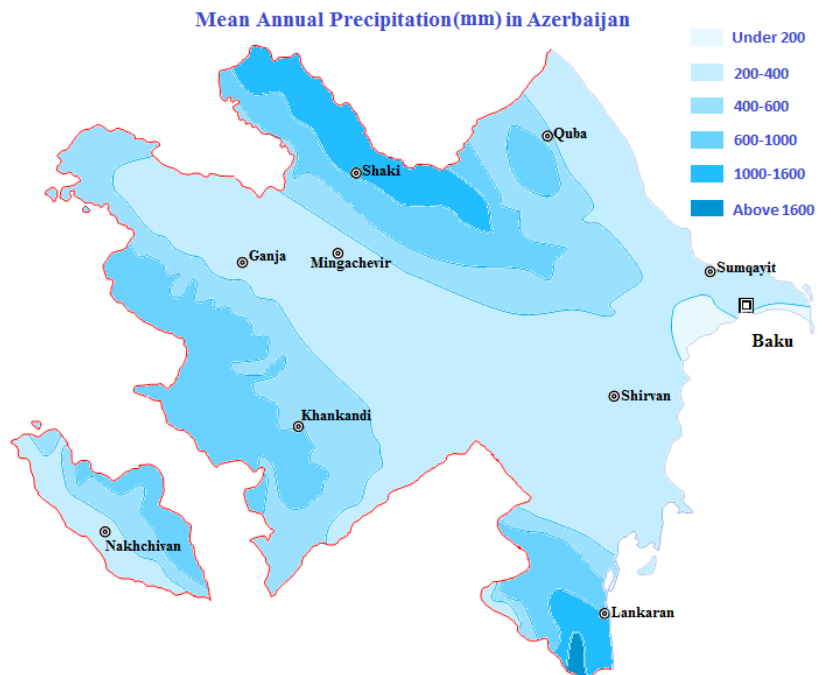 Mean Annual Precipitation(mm) in Azerbaijan
Under 200
200-400
400-600
600-1000
1000-1600
Above 1600
Quba
Shaki
Ganja
Mingachevir
Sumqayit
Baku
Shirvan
Khankandi
Nakhchivan
Lankaran